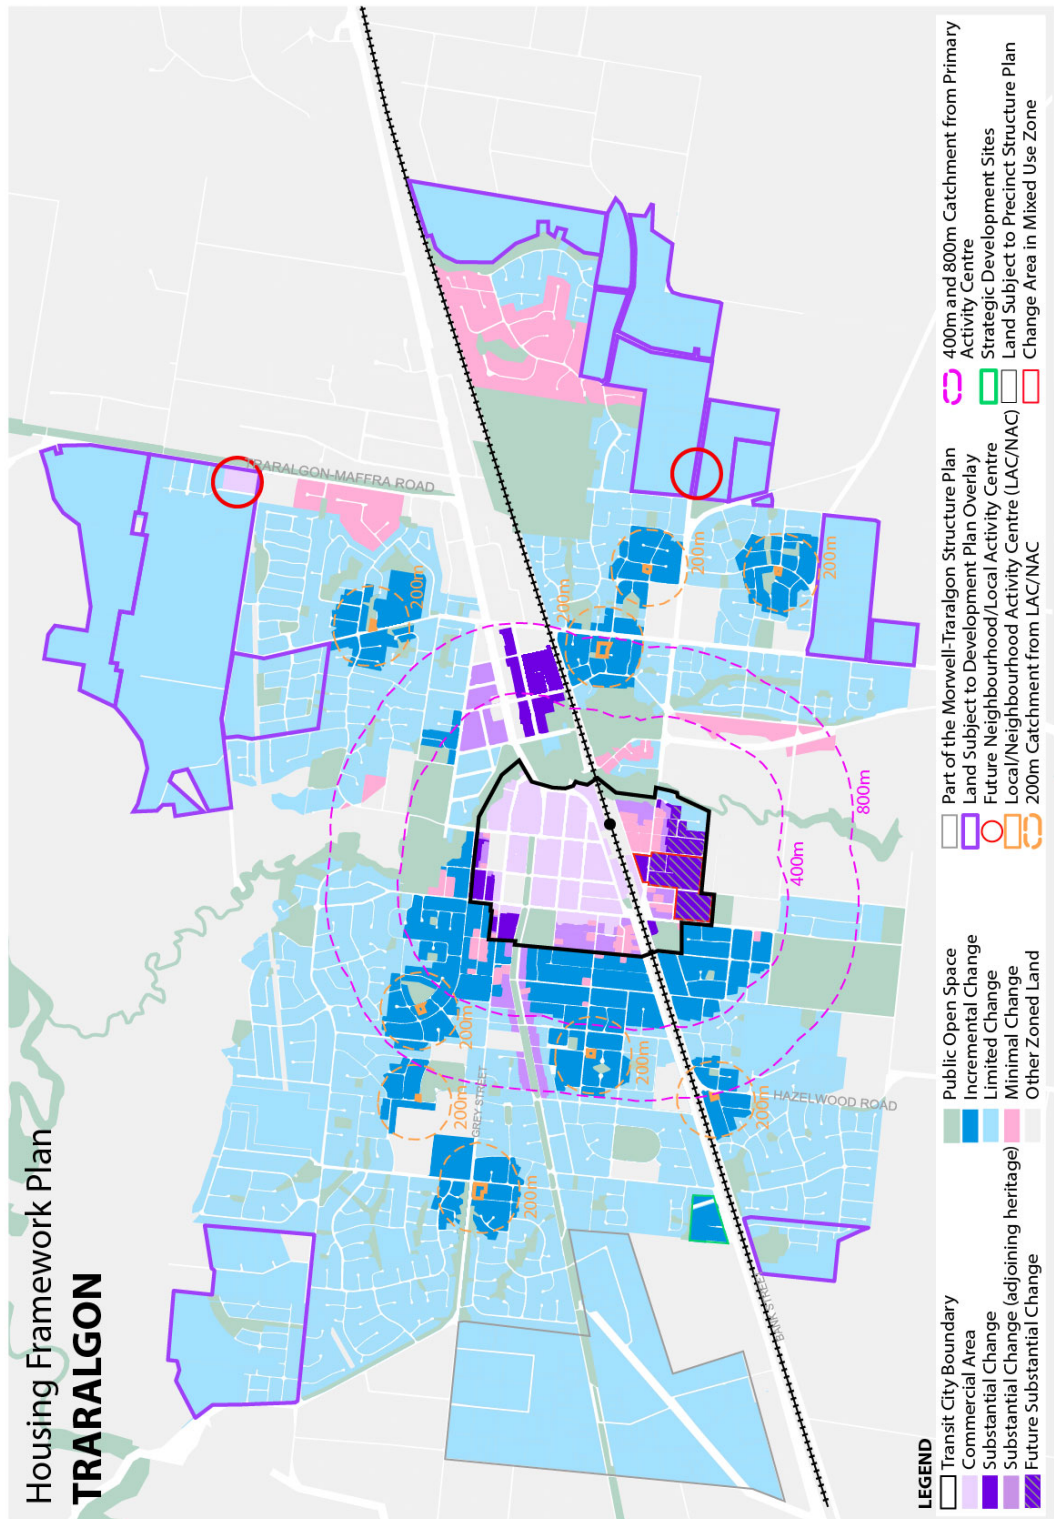 Housing Framework Plan
TRARALGON
TRARALGON-MAFFRA ROAD
GREY STREET
HAZELWOOD ROAD
200m
200m
200m
200m
200m
200m
200m
200m
200m
400m
800m
LEGEND
Transit City Boundary
Commercial Area
Substantial Change
Substantial Change (adjoining heritage)
Future Substantial Change
Public Open Space
Incremental Change
Limited Change
Minimal Change
Other Zoned Land
Part of the Morwell-Traralgon Structure Plan
Land Subject to Development Plan Overlay
Future Neighbourhood/Local Activity Centre
Local/Neighbourhood Activity Centre (LAC/NAC)
200m Catchment from LAC/NAC
400m and 800m Catchment from Primary
Activity Centre
Strategic Development Sites
Land Subject to Precinct Structure Plan
Change Area in Mixed Use Zone